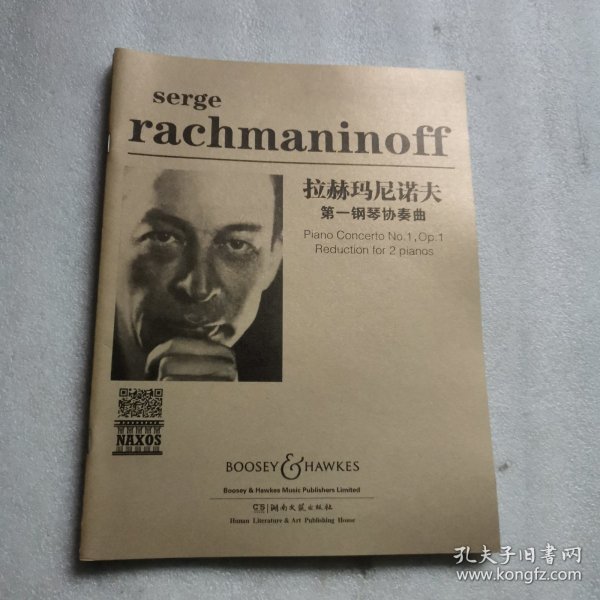 serge
rachmaninoff
拉赫玛尼诺夫
第一钢琴协奏曲
Piano Concerto No.1, Op.1
Reduction for 2 pianos
NAXOS
BOOSEY & HAWKES
Boosey & Hawkes Music Publishers Limited
CS 湖南文艺出版社
Hunan Literature & Art Publishing House
孔夫子旧书网
www.kongfz.com